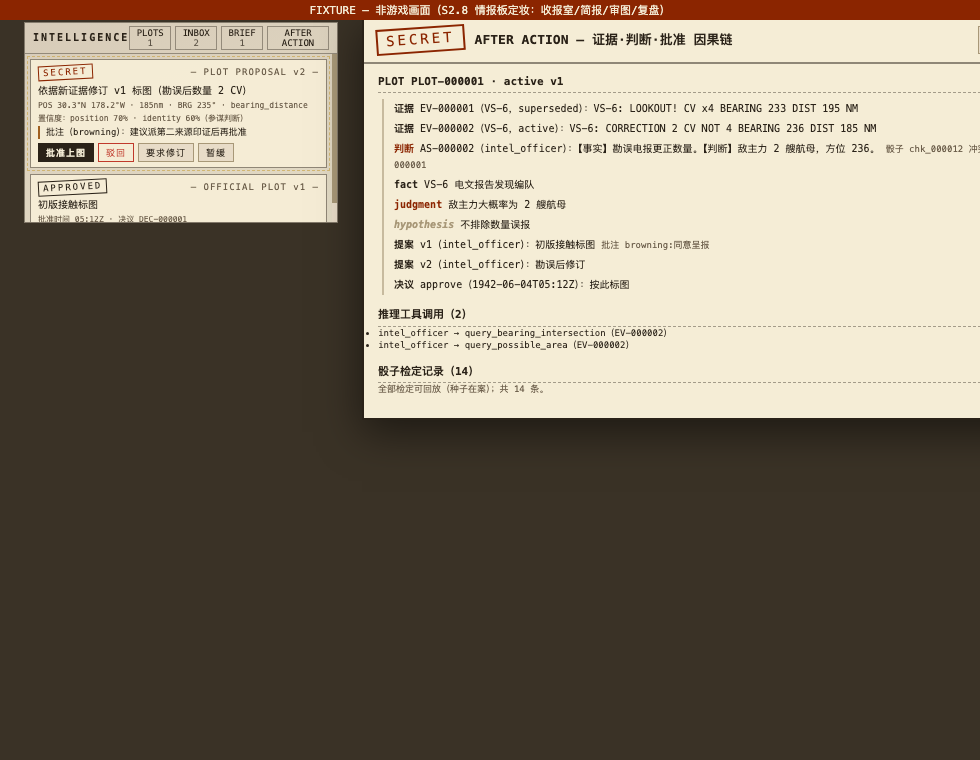 FIXTURE — 非游戏画面（S2.8 情报板定妆：收报室/简报/审图/复盘）
INTELLIGENCE
PLOTS 1
INBOX 2
BRIEF 1
AFTER ACTION
SECRET
— PLOT PROPOSAL v2 —
依据新证据修订 v1 标图（勘误后数量 2 CV）
POS 30.3°N 178.2°W · 185nm · BRG 235° · bearing_distance
置信度：position 70% · identity 60%（参谋判断）
批注（browning）：建议派第二来源印证后再批准
批准上图
驳回
要求修订
暂缓
APPROVED
— OFFICIAL PLOT v1 —
初版接触标图
批准时间 05:12Z · 决议 DEC-000001
SECRET
AFTER ACTION — 证据·判断·批准 因果链
PLOT PLOT-000001 · active v1
证据 EV-000001（VS-6，superseded）：VS-6: LOOKOUT! CV x4 BEARING 233 DIST 195 NM
证据 EV-000002（VS-6，active）：VS-6: CORRECTION 2 CV NOT 4 BEARING 236 DIST 185 NM
判断 AS-000002（intel_officer）：【事实】勘误电报更正数量。【判断】敌主力 2 艘航母，方位 236。 骰子 chk_000012
000001
fact VS-6 电文报告发现编队
judgment 敌主力大概率为 2 艘航母
hypothesis 不排除数量误报
提案 v1（intel_officer）：初版接触标图 批注 browning:同意呈报
提案 v2（intel_officer）：勘误后修订
决议 approve（1942-06-04T05:12Z）：按此标图
推理工具调用（2）
• intel_officer → query_bearing_intersection（EV-000002）
• intel_officer → query_possible_area（EV-000002）
骰子检定记录（14）
全部检定可回放（种子在案）；共 14 条。